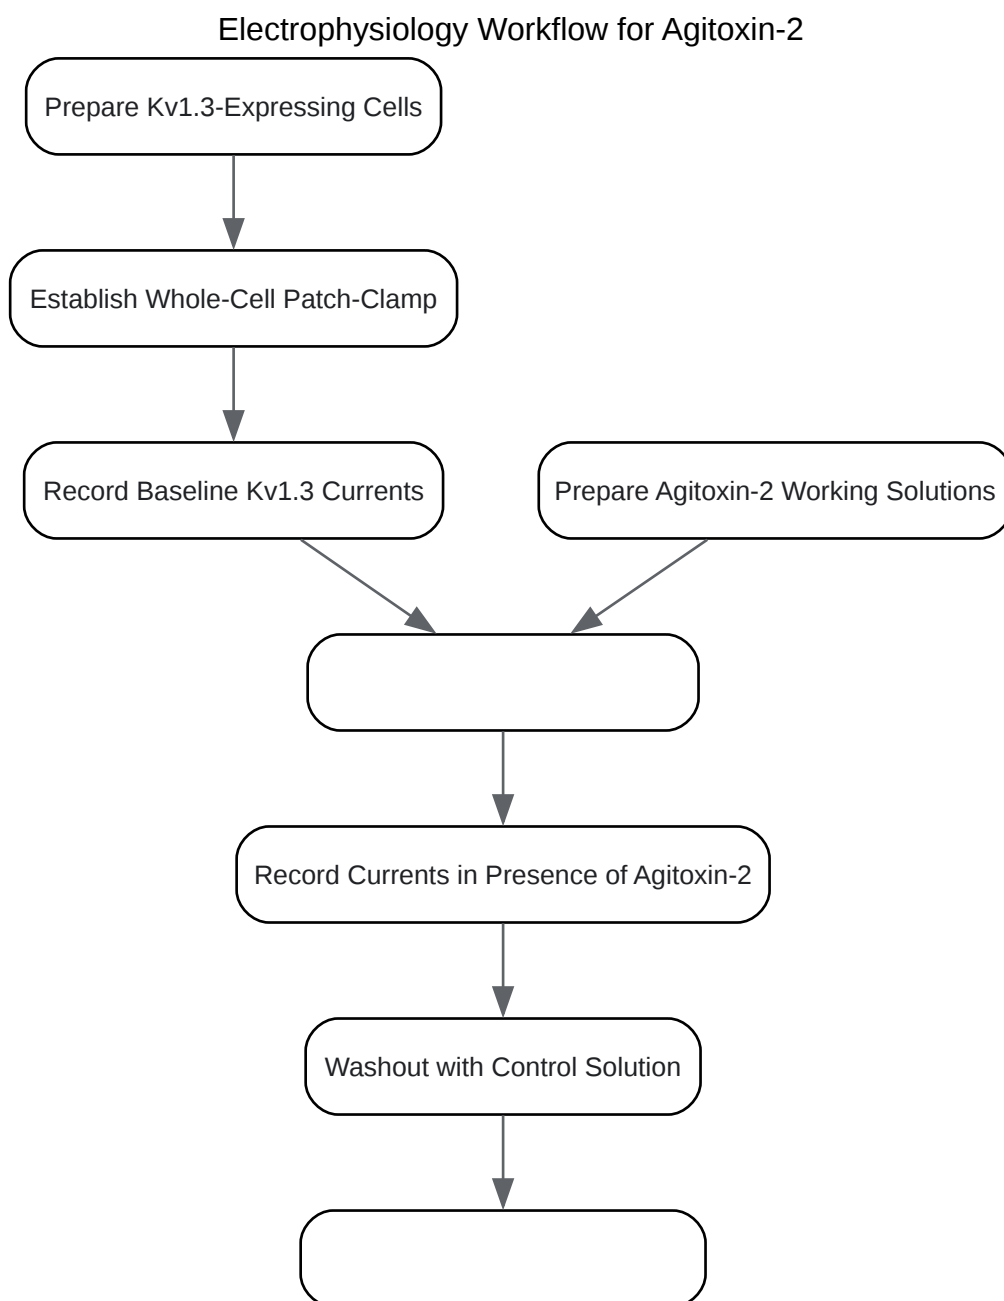 Electrophysiology Workflow for Agitoxin-2
Prepare Kv1.3-Expressing Cells
Establish Whole-Cell Patch-Clamp
Record Baseline Kv1.3 Currents
Prepare Agitoxin-2 Working Solutions
Record Currents in Presence of Agitoxin-2
Washout with Control Solution